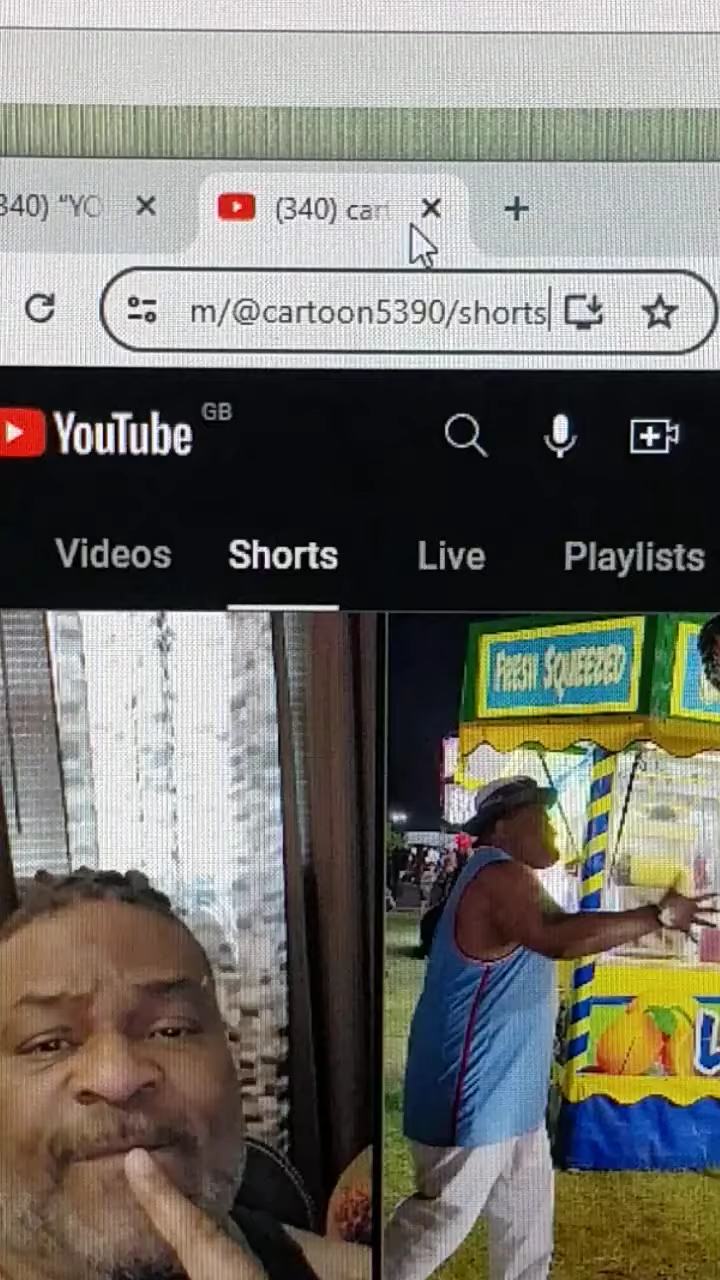 340) “YO
(340) car
m/@cartoon5390/shorts
YouTube GB
Videos Shorts Live Playlists
FRESH SQUEEZED